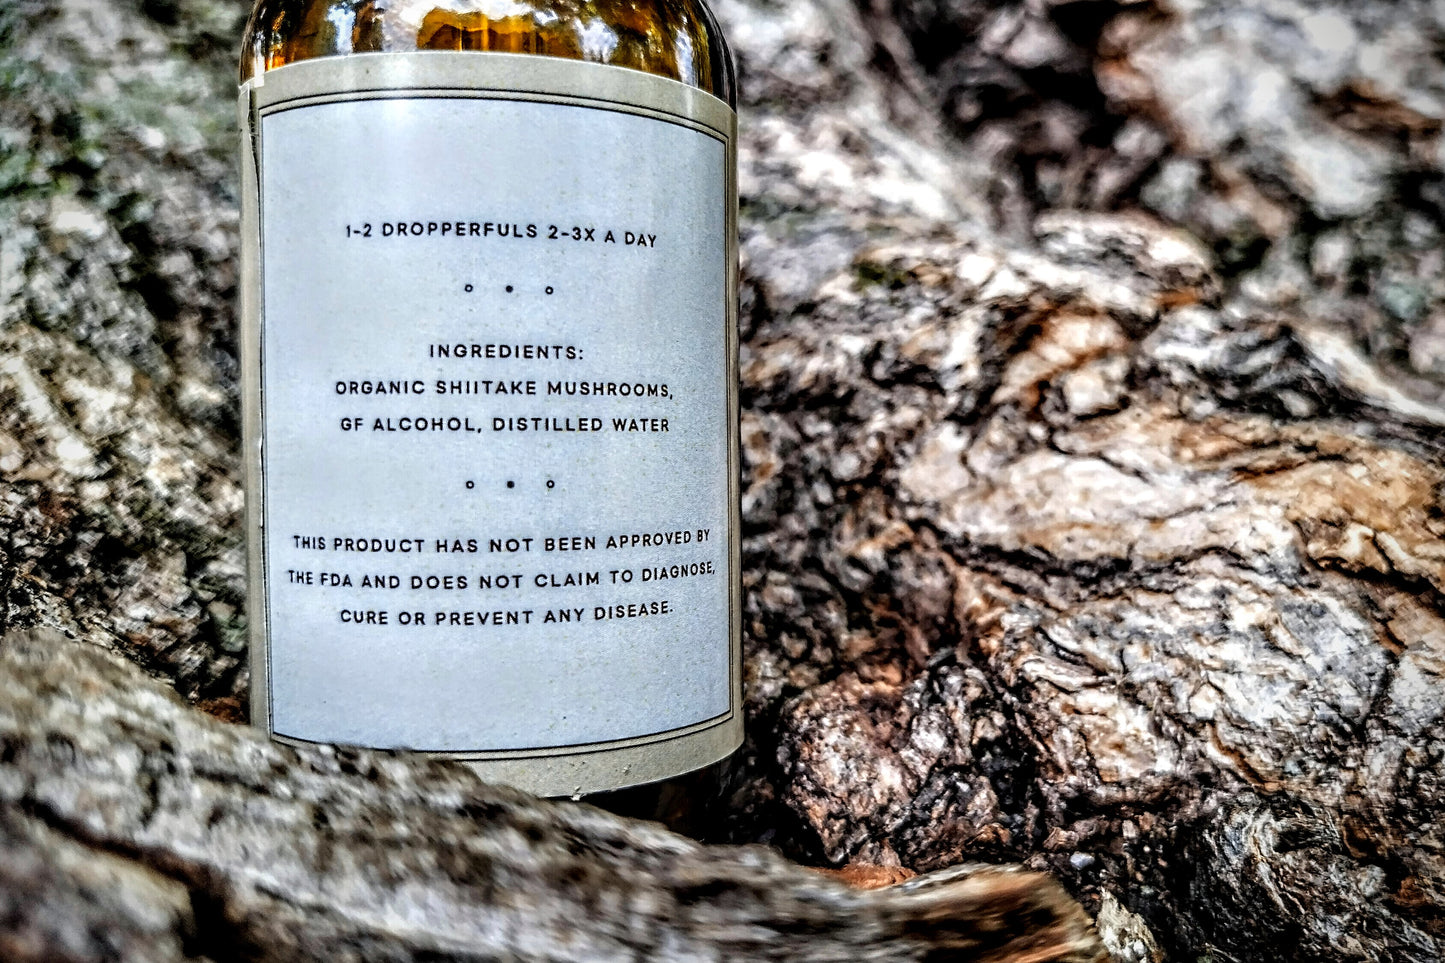 1-2 DROPPERFULS 2-3X A DAY
INGREDIENTS:
ORGANIC SHIITAKE MUSHROOMS,
GF ALCOHOL, DISTILLED WATER
THIS PRODUCT HAS NOT BEEN APPROVED BY
THE FDA AND DOES NOT CLAIM TO DIAGNOSE,
CURE OR PREVENT ANY DISEASE.